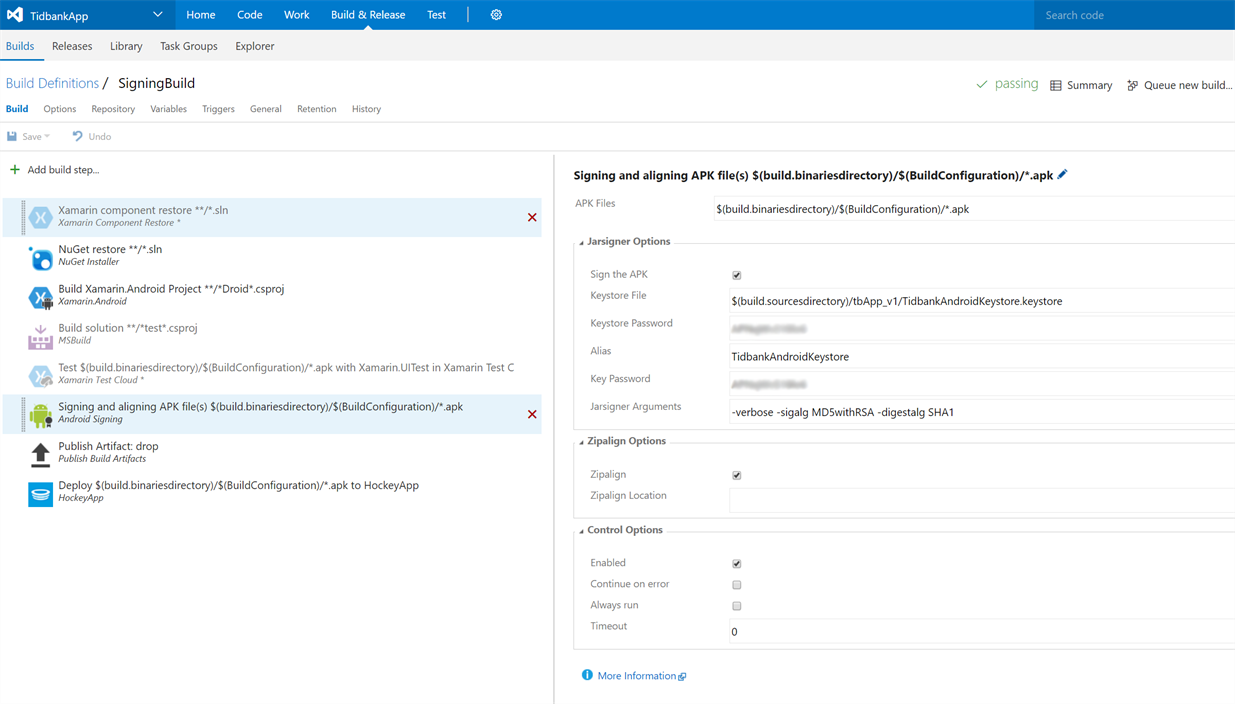 TidbankApp Home Code Work Build & Release Test Search code
Builds Releases Library Task Groups Explorer
Build Definitions / SigningBuild
passing Summary Queue new build...
Build Options Repository Variables Triggers General Retention History
Save Undo
Add build step...
Xamarin component restore **/*.sln
Xamarin Component Restore *
NuGet restore **/*.sln
NuGet Installer
Build Xamarin.Android Project **/*Droid*.csproj
Xamarin.Android
Build solution **/*test*.csproj
MSBuild
Test $(build.binariesdirectory)/$(BuildConfiguration)/*.apk with Xamarin.UITest in Xamarin Test C
Xamarin Test Cloud *
Signing and aligning APK file(s) $(build.binariesdirectory)/$(BuildConfiguration)/*.apk
Android Signing
Publish Artifact: drop
Publish Build Artifacts
Deploy $(build.binariesdirectory)/$(BuildConfiguration)/*.apk to HockeyApp
HockeyApp
Signing and aligning APK file(s) $(build.binariesdirectory)/$(BuildConfiguration)/*.apk
APK Files $(build.binariesdirectory)/$(BuildConfiguration)/*.apk
Jarsigner Options
Sign the APK
Keystore File $(build.sourcesdirectory)/tbApp_v1/TidbankAndroidKeystore.keystore
Keystore Password
Alias TidbankAndroidKeystore
Key Password
Jarsigner Arguments -verbose -sigalg MD5withRSA -digestalg SHA1
Zipalign Options
Zipalign
Zipalign Location
Control Options
Enabled
Continue on error
Always run
Timeout 0
More Information